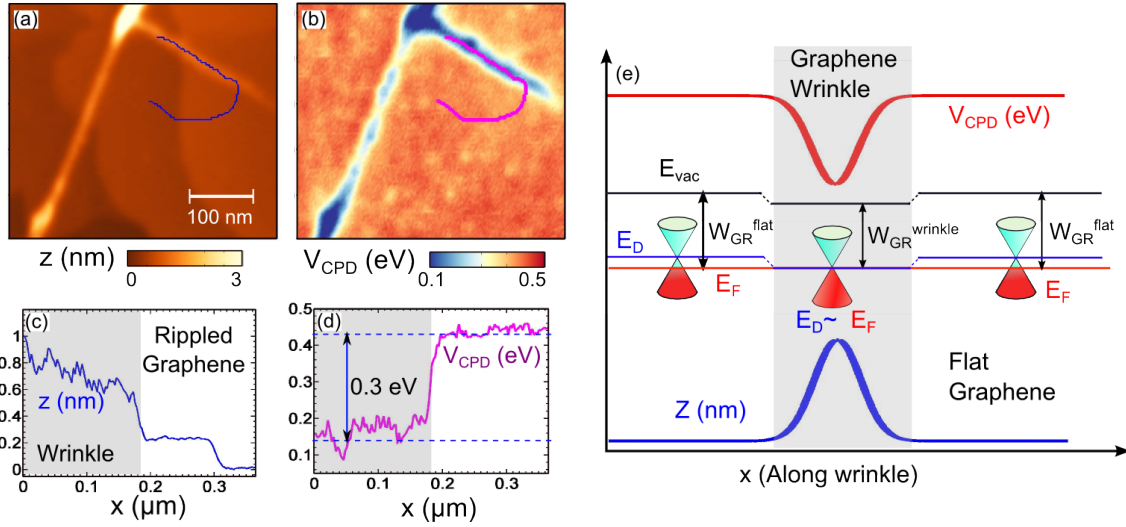 (a)
100 nm
z (nm)
0
3
(b)
V_CPD (eV)
0.1
0.5
(c)
Rippled
Graphene
z (nm)
Wrinkle
1
0.8
0.6
0.4
0.2
0
0
0.1
0.2
0.3
x (μm)
(d)
V_CPD (eV)
0.3 eV
0.5
0.4
0.3
0.2
0.1
0
0.1
0.2
0.3
x (μm)
(e)
Graphene
Wrinkle
V_CPD (eV)
E_vac
W_GR^flat
W_GR^wrinkle
W_GR^flat
E_D
E_F
E_F
E_D~ E_F
Z (nm)
Flat
Graphene
x (Along wrinkle)